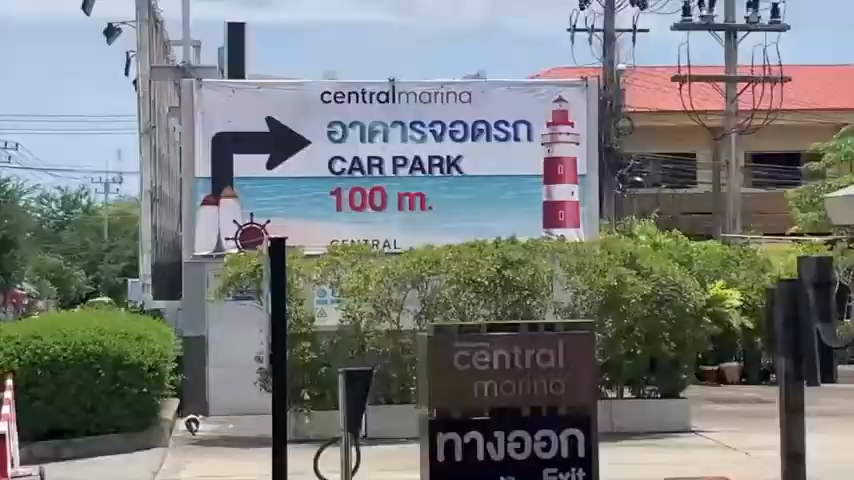 centralmarina
อาคารจอดรถ
CAR PARK
100 m.
CENTRAL
central
marina
ทางออก
Exit